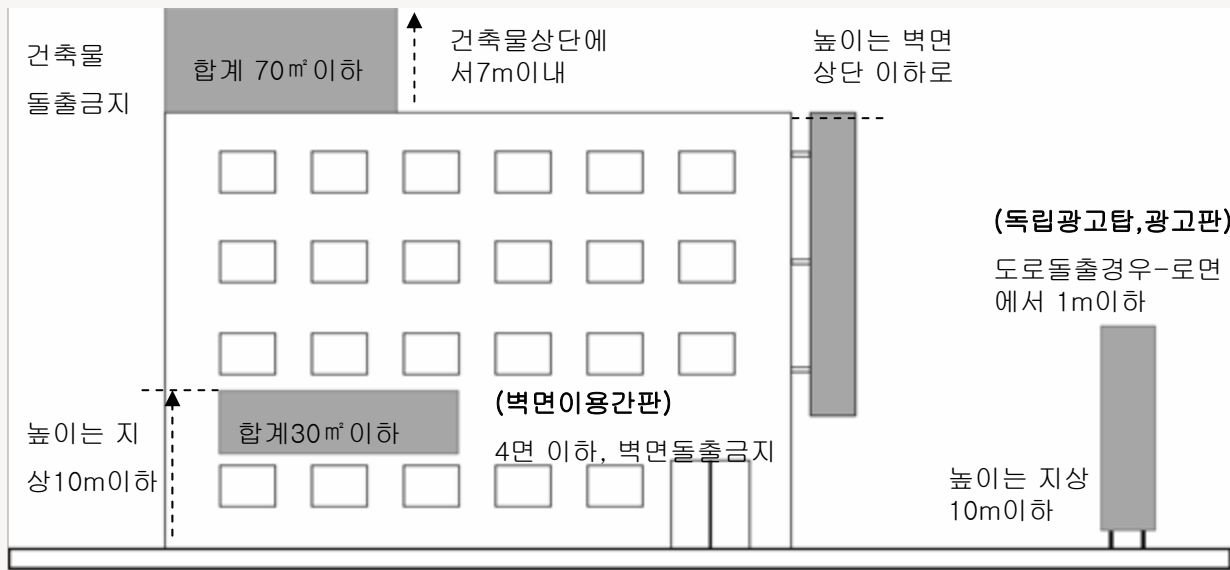 건축물
돌출금지
합계 70㎡이하
건축물상단에
서7m이내
높이는 벽면
상단 이하로
(독립광고탑,광고판)
도로돌출경우-로면
에서 1m이하
(벽면이용간판)
4면 이하, 벽면돌출금지
합계30㎡이하
높이는 지
상10m이하
높이는 지상
10m이하